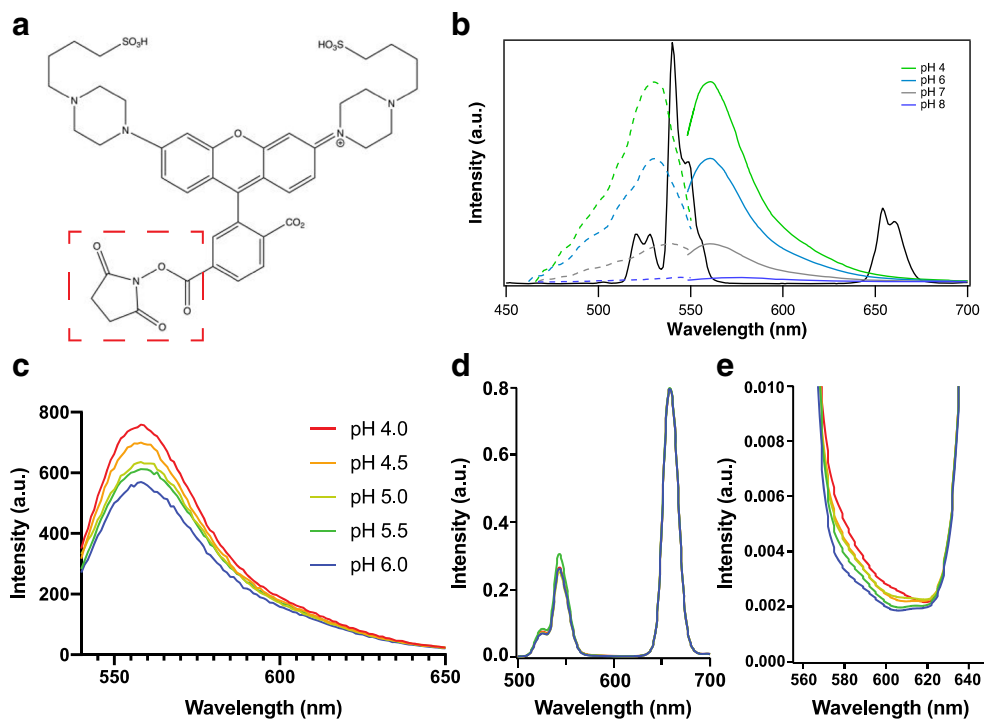 a
SO₃H
HO₃S
N
N
N
N⊕
O
CO₂
O
O
N
O
O
b
Intensity (a.u.)
pH 4
pH 6
pH 7
pH 8
450 500 550 600 650 700
Wavelength (nm)
c
Intensity (a.u.)
800
600
400
200
0
pH 4.0
pH 4.5
pH 5.0
pH 5.5
pH 6.0
550 600 650
Wavelength (nm)
d
Intensity (a.u.)
0.8
0.6
0.4
0.2
0.0
500 600 700
Wavelength (nm)
e
Intensity (a.u.)
0.010
0.008
0.006
0.004
0.002
0.000
560 580 600 620 640
Wavelength (nm)